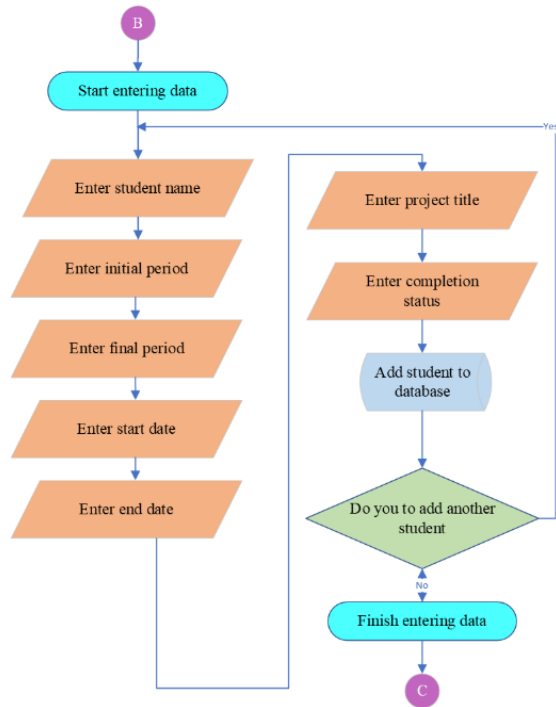 B
Start entering data
Enter student name
Enter initial period
Enter final period
Enter start date
Enter end date
Enter project title
Enter completion
status
Add student to
database
Do you to add another
student
Yes
No
Finish entering data
C